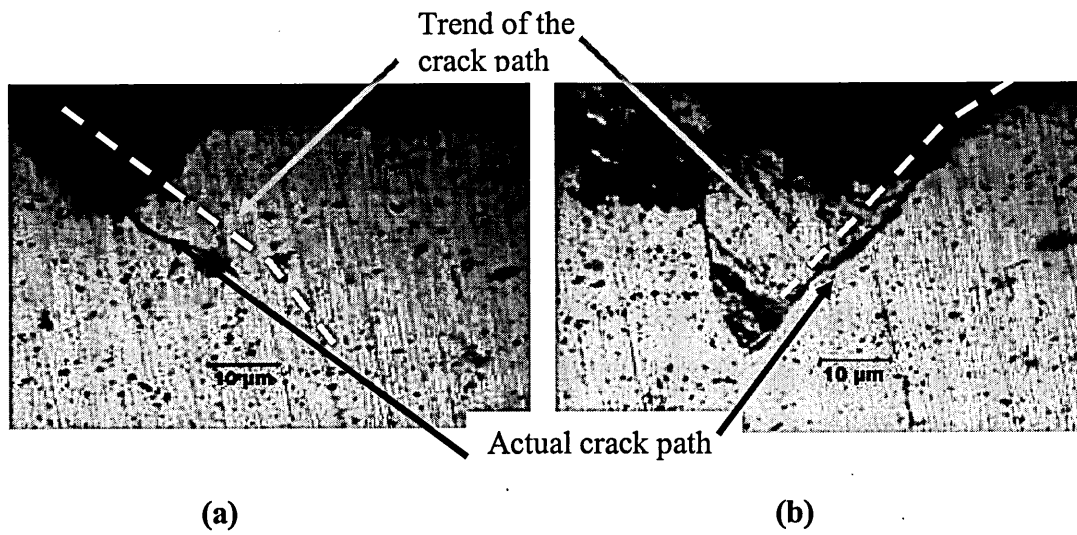 Trend of the
crack path
10 µm
10 µm
Actual crack path
(a)
(b)